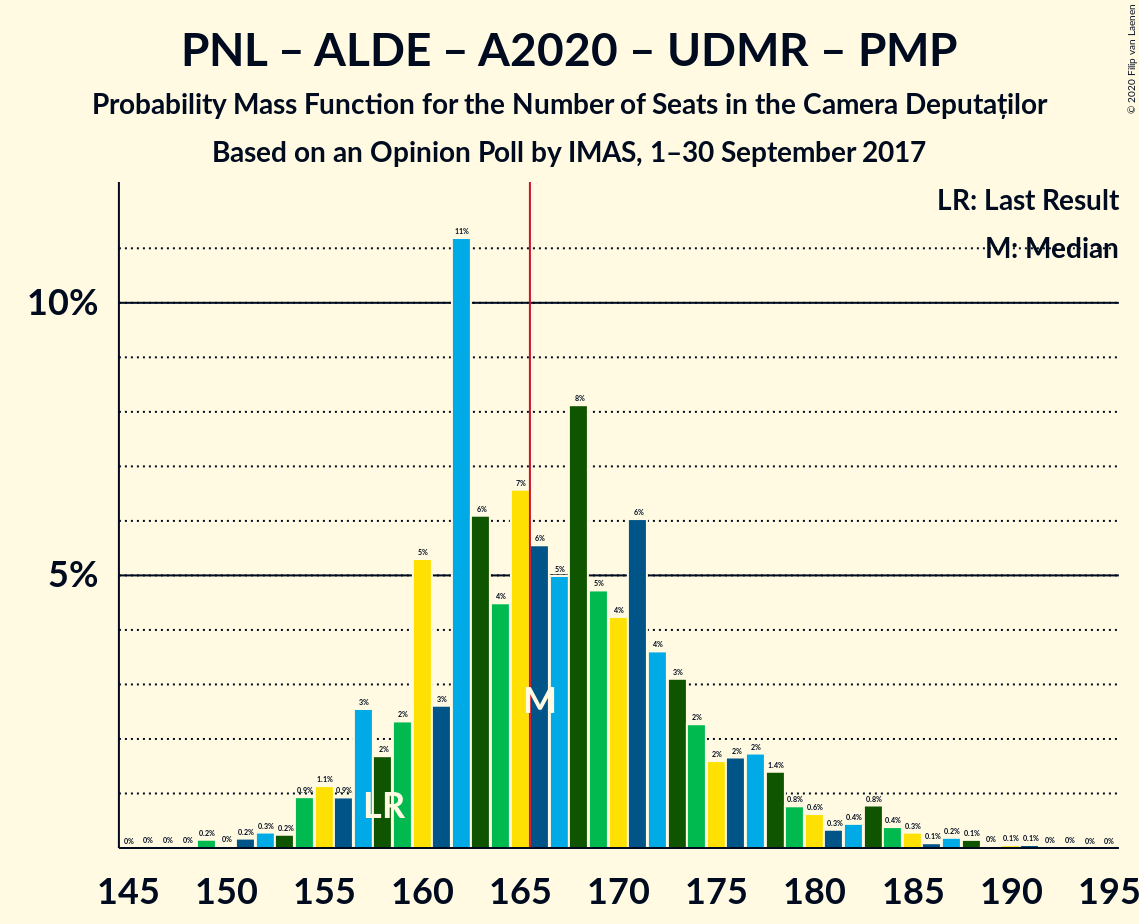 PNL – ALDE – A2020 – UDMR – PMP
Probability Mass Function for the Number of Seats in the Camera Deputaților
Based on an Opinion Poll by IMAS, 1–30 September 2017
© 2020 Filip van Laenen
LR: Last Result
M: Median
10%
5%
0% 0% 0% 0% 0.2% 0% 0.2% 0.3% 0.2% 0.9% 1.1% 0.9% 3% 2% 2% 5% 3% 11% 6% 4% 7% 6% 5% 8% 5% 4% 6% 4% 3% 2% 2% 2% 2% 1.4% 0.8% 0.6% 0.3% 0.4% 0.8% 0.4% 0.3% 0.1% 0.2% 0.1% 0% 0.1% 0.1% 0% 0% 0% 0%
LR
M
145 150 155 160 165 170 175 180 185 190 195